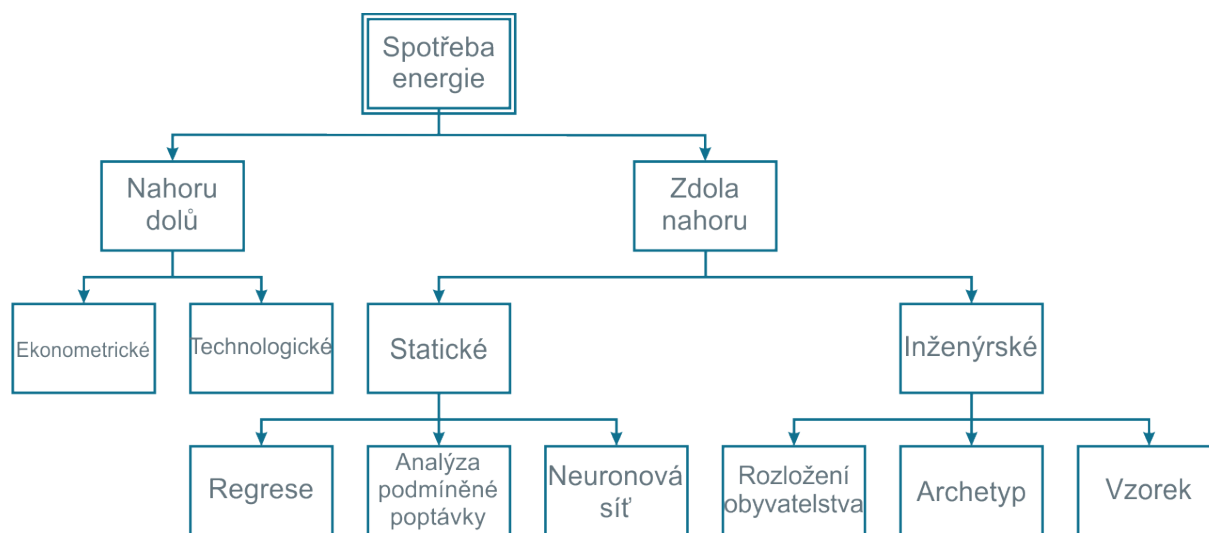 Spotřeba
energie
Nahoru
dolů
Zdola
nahoru
Ekonometrické
Technologické
Statické
Inženýrské
Regrese
Analýza
podmíněné
poptávky
Neuronová
síť
Rozložení
obyvatelstva
Archetyp
Vzorek